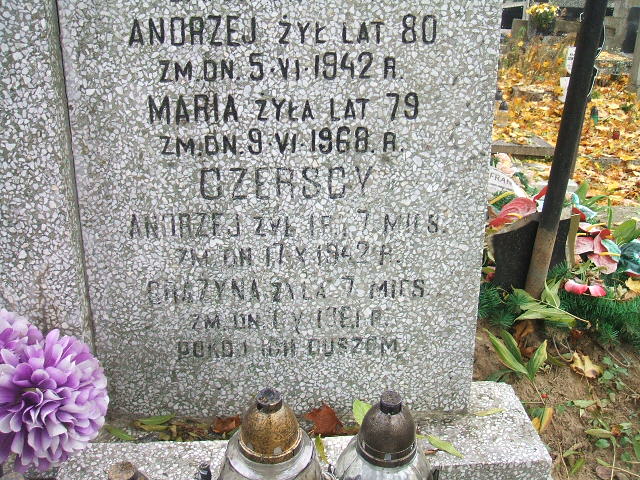 ANDRZEJ ŻYŁ LAT 80
ZM. DN. 5·VI·1942 R.
MARIA ŻYŁA LAT 79
ZM. DN. 9 VI·1968. R.
CZERSCY
ANDRZEJ ŻYŁ 7 MIES.
ZM. DN. 17 X 1942 R.
GRAŻYNA ŻYŁA 7 MIES.
ZM. DN. V R.
POKÓJ ICH DUSZOM.